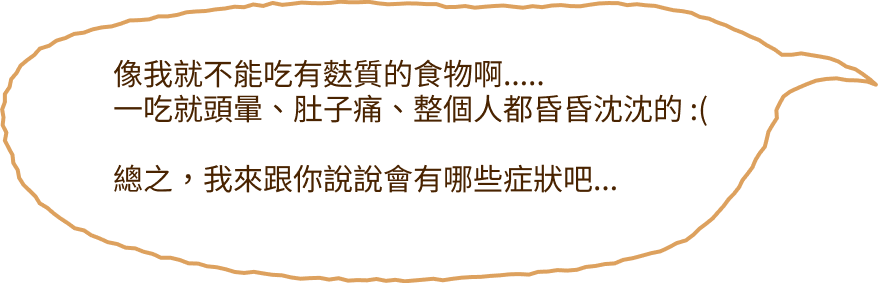 像我就不能吃有麩質的食物啊.....
一吃就頭暈、肚子痛、整個人都昏昏沈沈的 :(
總之，我來跟你說說會有哪些症狀吧...